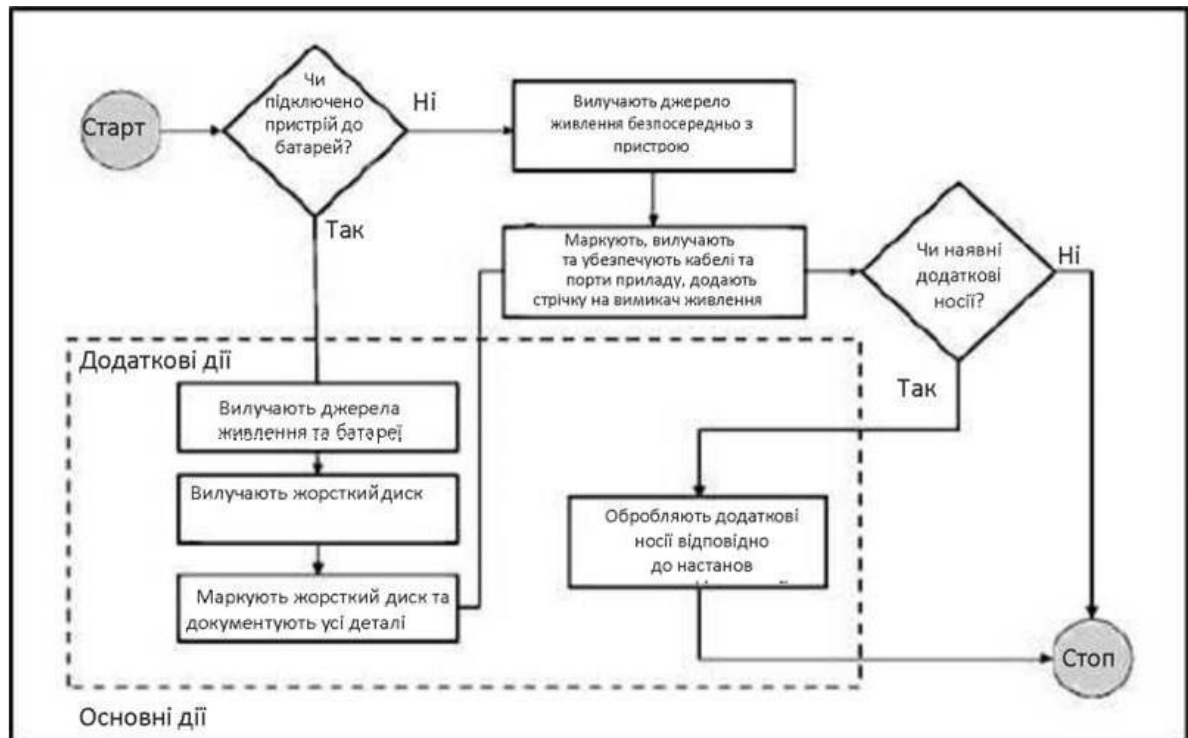 Старт
Чи
підключено
пристрій до
батарей?
Ні
Вилучають джерело
живлення безпосередньо з
пристрою
Так
Маркують, вилучають
та убезпечують кабелі та
порти приладу, додають
стрічку на вимикач живлення
Чи наявні
додаткові
носії?
Ні
Так
Додаткові дії
Вилучають джерела
живлення та батареї
Вилучають жорсткий диск
Маркують жорсткий диск та
документують усі деталі
Обробляють додаткові
носії відповідно
до настанов
Стоп
Основні дії